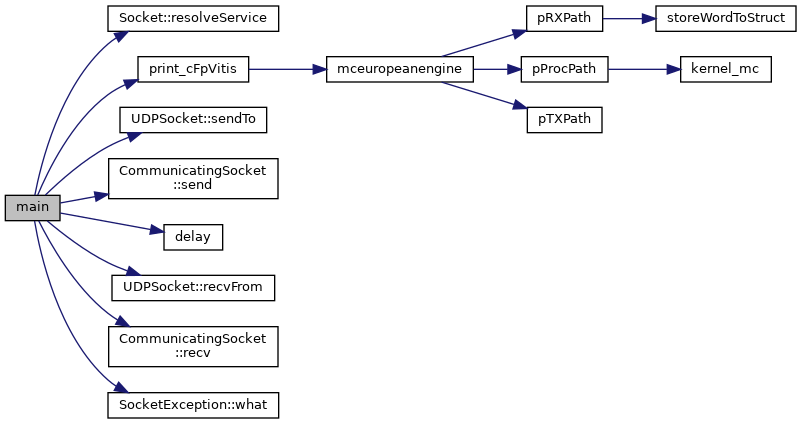 main
Socket::resolveService
print_cFpVitis
UDPSocket::sendTo
CommunicatingSocket
::send
delay
UDPSocket::recvFrom
CommunicatingSocket
::recv
SocketException::what
mceuropeanengine
pRXPath
pProcPath
pTXPath
storeWordToStruct
kernel_mc